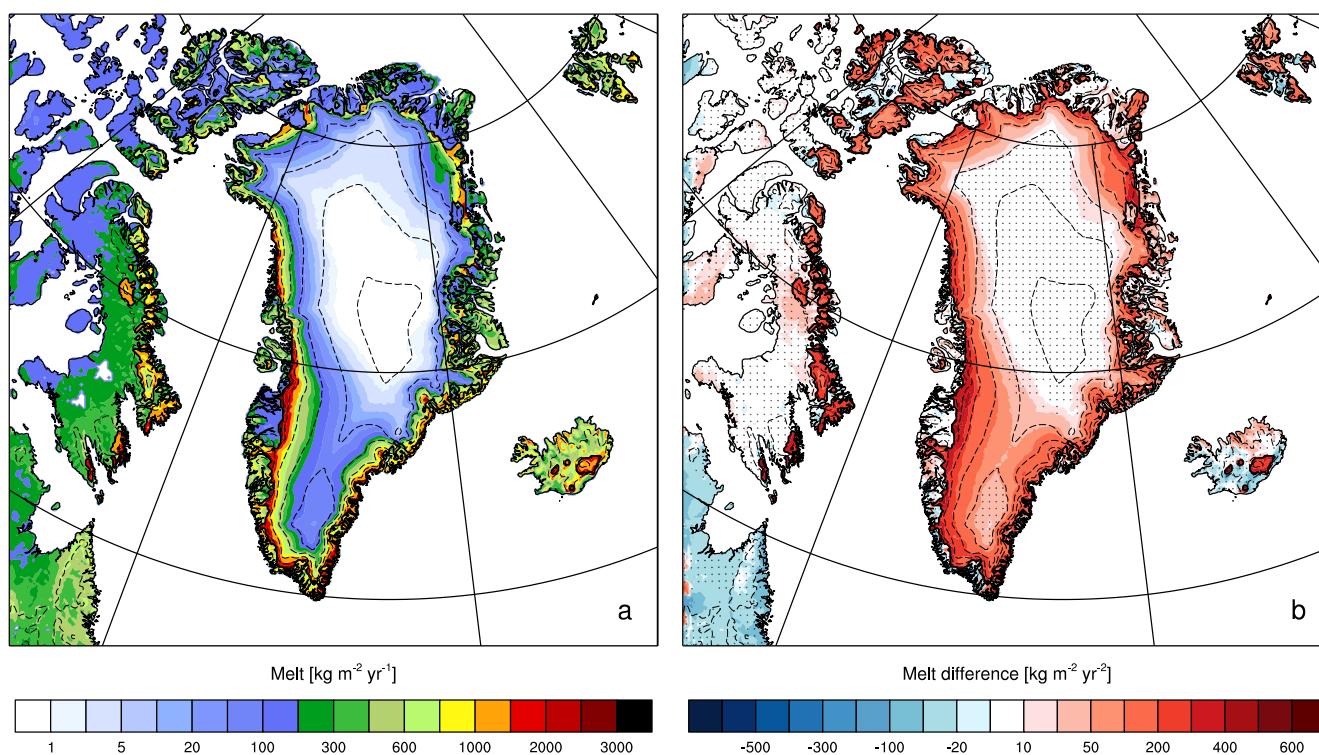 a
b
Melt [kg m⁻² yr⁻¹]
Melt difference [kg m⁻² yr⁻²]
1 5 20 100 300 600 1000 2000 3000
-500 -300 -100 -20 10 50 200 400 600